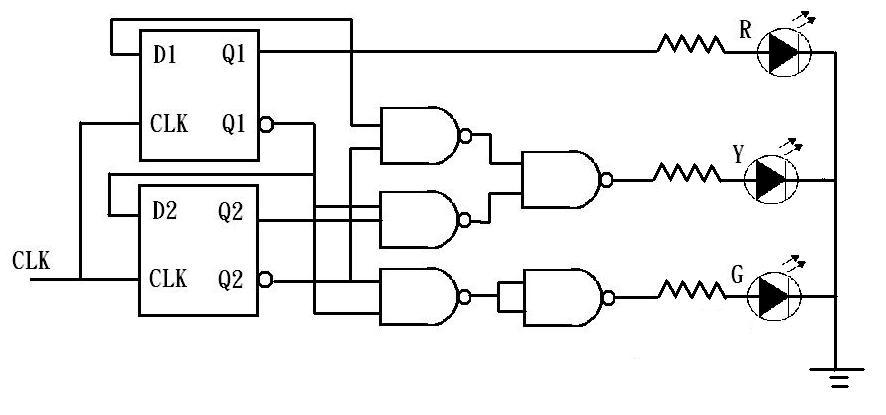 D1 Q1 R
CLK Q1
Y
D2 Q2
CLK
CLK Q2 G